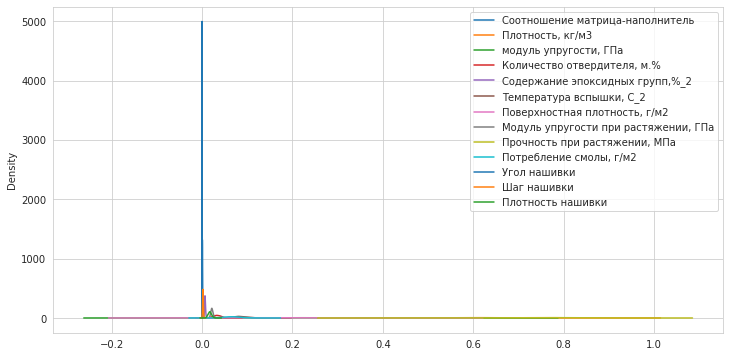 5000
4000
3000
2000
1000
0
Density
−0.2
0.0
0.2
0.4
0.6
0.8
1.0
Соотношение матрица-наполнитель
Плотность, кг/м3
модуль упругости, ГПа
Количество отвердителя, м.%
Содержание эпоксидных групп,%_2
Температура вспышки, С_2
Поверхностная плотность, г/м2
Модуль упругости при растяжении, ГПа
Прочность при растяжении, МПа
Потребление смолы, г/м2
Угол нашивки
Шаг нашивки
Плотность нашивки